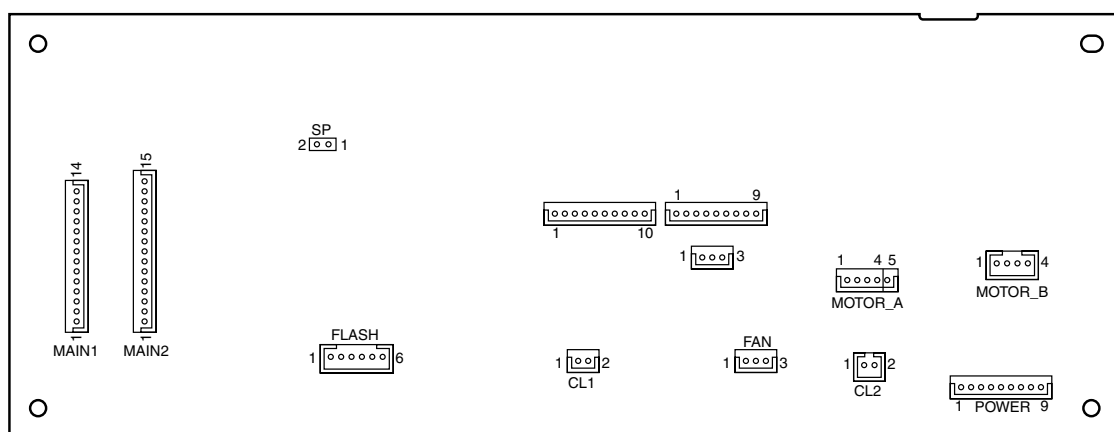 SP
2 1
14
15
1 9
1 10
1 3
1 4 5
MOTOR_A
1 4
MOTOR_B
1
MAIN1
1
MAIN2
FLASH
1 6
1 2
CL1
FAN
1 3
1 2
CL2
1 POWER 9